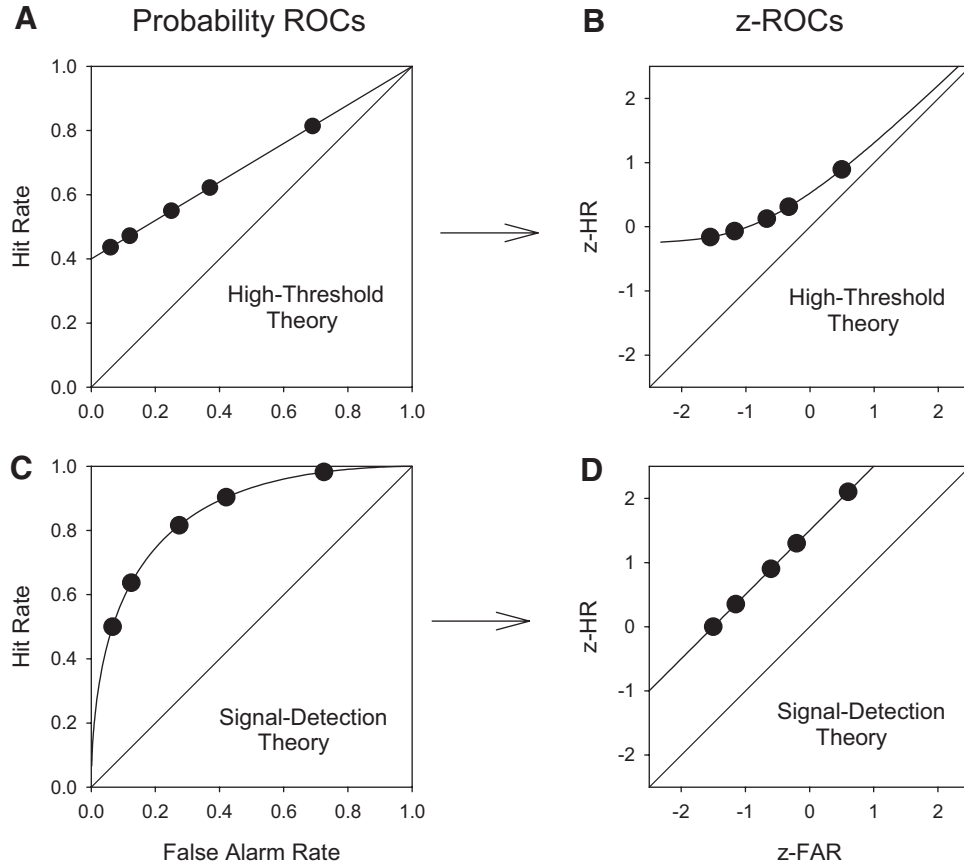 A
Probability ROCs
B
z-ROCs
1.0
0.8
0.6
0.4
0.2
0.0
Hit Rate
High-Threshold
Theory
0.0 0.2 0.4 0.6 0.8 1.0
2
1
0
-1
-2
z-HR
High-Threshold
Theory
-2 -1 0 1 2
C
1.0
0.8
0.6
0.4
0.2
0.0
Hit Rate
Signal-Detection
Theory
0.0 0.2 0.4 0.6 0.8 1.0
False Alarm Rate
D
2
1
0
-1
-2
z-HR
Signal-Detection
Theory
-2 -1 0 1 2
z-FAR